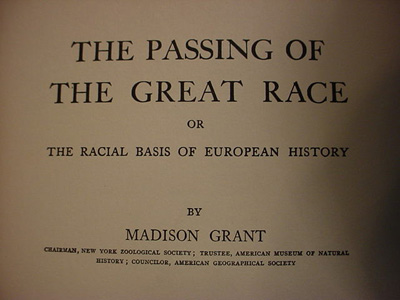 THE PASSING OF
THE GREAT RACE
OR
THE RACIAL BASIS OF EUROPEAN HISTORY
BY
MADISON GRANT
CHAIRMAN, NEW YORK ZOOLOGICAL SOCIETY; TRUSTEE, AMERICAN MUSEUM OF NATURAL
HISTORY; COUNCILOR, AMERICAN GEOGRAPHICAL SOCIETY